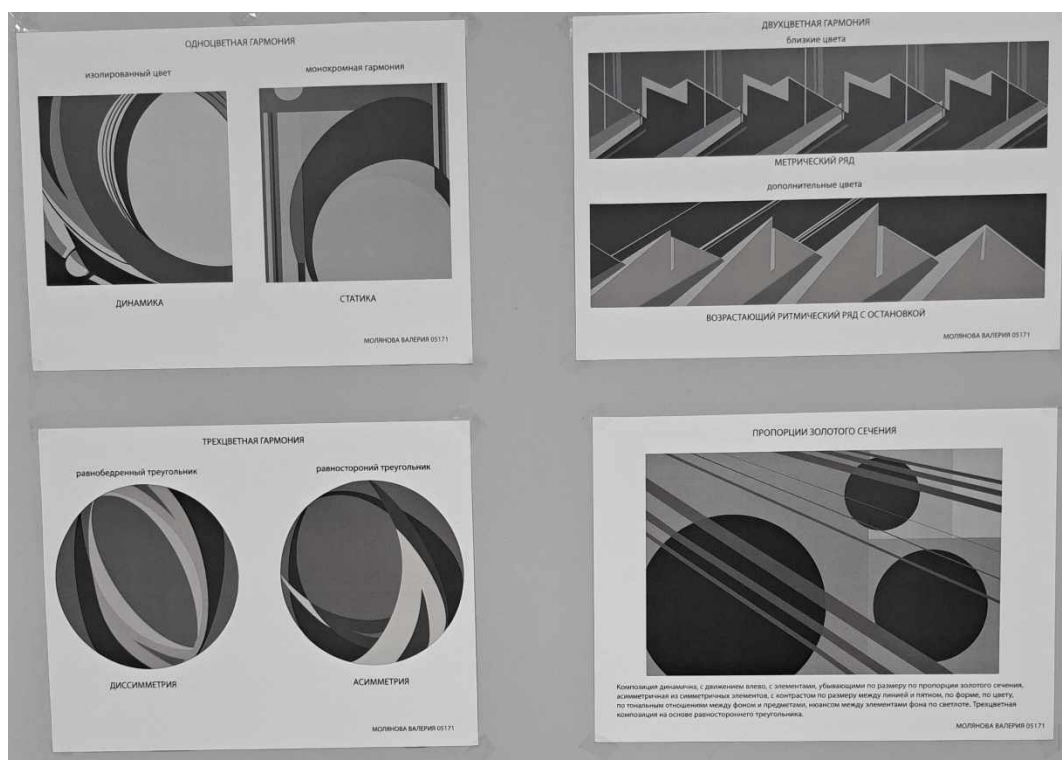 ОДНОЦВЕТНАЯ ГАРМОНИЯ
изолированный цвет
монохромная гармония
ДИНАМИКА
СТАТИКА
МОЛЯНОВА ВАЛЕРИЯ 05171
ДВУХЦВЕТНАЯ ГАРМОНИЯ
близкие цвета
МЕТРИЧЕСКИЙ РЯД
дополнительные цвета
ВОЗРАСТАЮЩИЙ РИТМИЧЕСКИЙ РЯД С ОСТАНОВКОЙ
МОЛЯНОВА ВАЛЕРИЯ 05171
ТРЕХЦВЕТНАЯ ГАРМОНИЯ
равнобедренный треугольник
равностороний треугольник
ДИССИММЕТРИЯ
АСИММЕТРИЯ
МОЛЯНОВА ВАЛЕРИЯ 05171
ПРОПОРЦИИ ЗОЛОТОГО СЕЧЕНИЯ
Композиция динамична, с движением влево, с элементами, убывающими по размеру по пропорции золотого сечения,
асимметричная из симметричных элементов, с контрастом по размеру между линией и пятном, по форме, по цвету,
по тональным отношениям между фоном и предметами, нюансом между элементами фона по светлоте. Трехцветная
композиция на основе равностороннего треугольника.
МОЛЯНОВА ВАЛЕРИЯ 05171